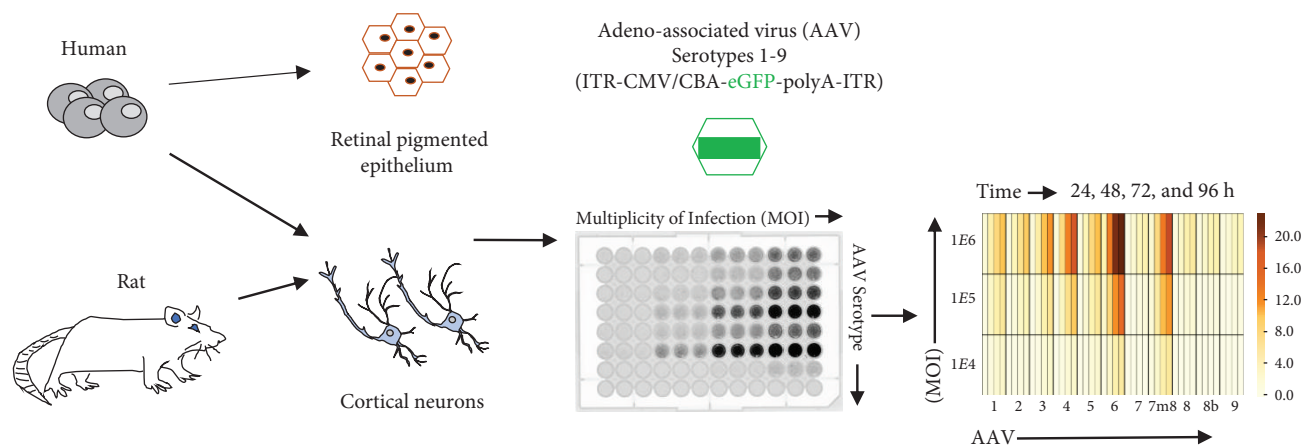 Human
Retinal pigmented
epithelium
Adeno-associated virus (AAV)
Serotypes 1-9
(ITR-CMV/CBA-eGFP-polyA-ITR)
Rat
Cortical neurons
Multiplicity of Infection (MOI)
AAV Serotype
Time 24, 48, 72, and 96 h
(MOI)
1E6
1E5
1E4
20.0
16.0
12.0
8.0
4.0
0.0
1 2 3 4 5 6 7 7m8 8 8b 9
AAV